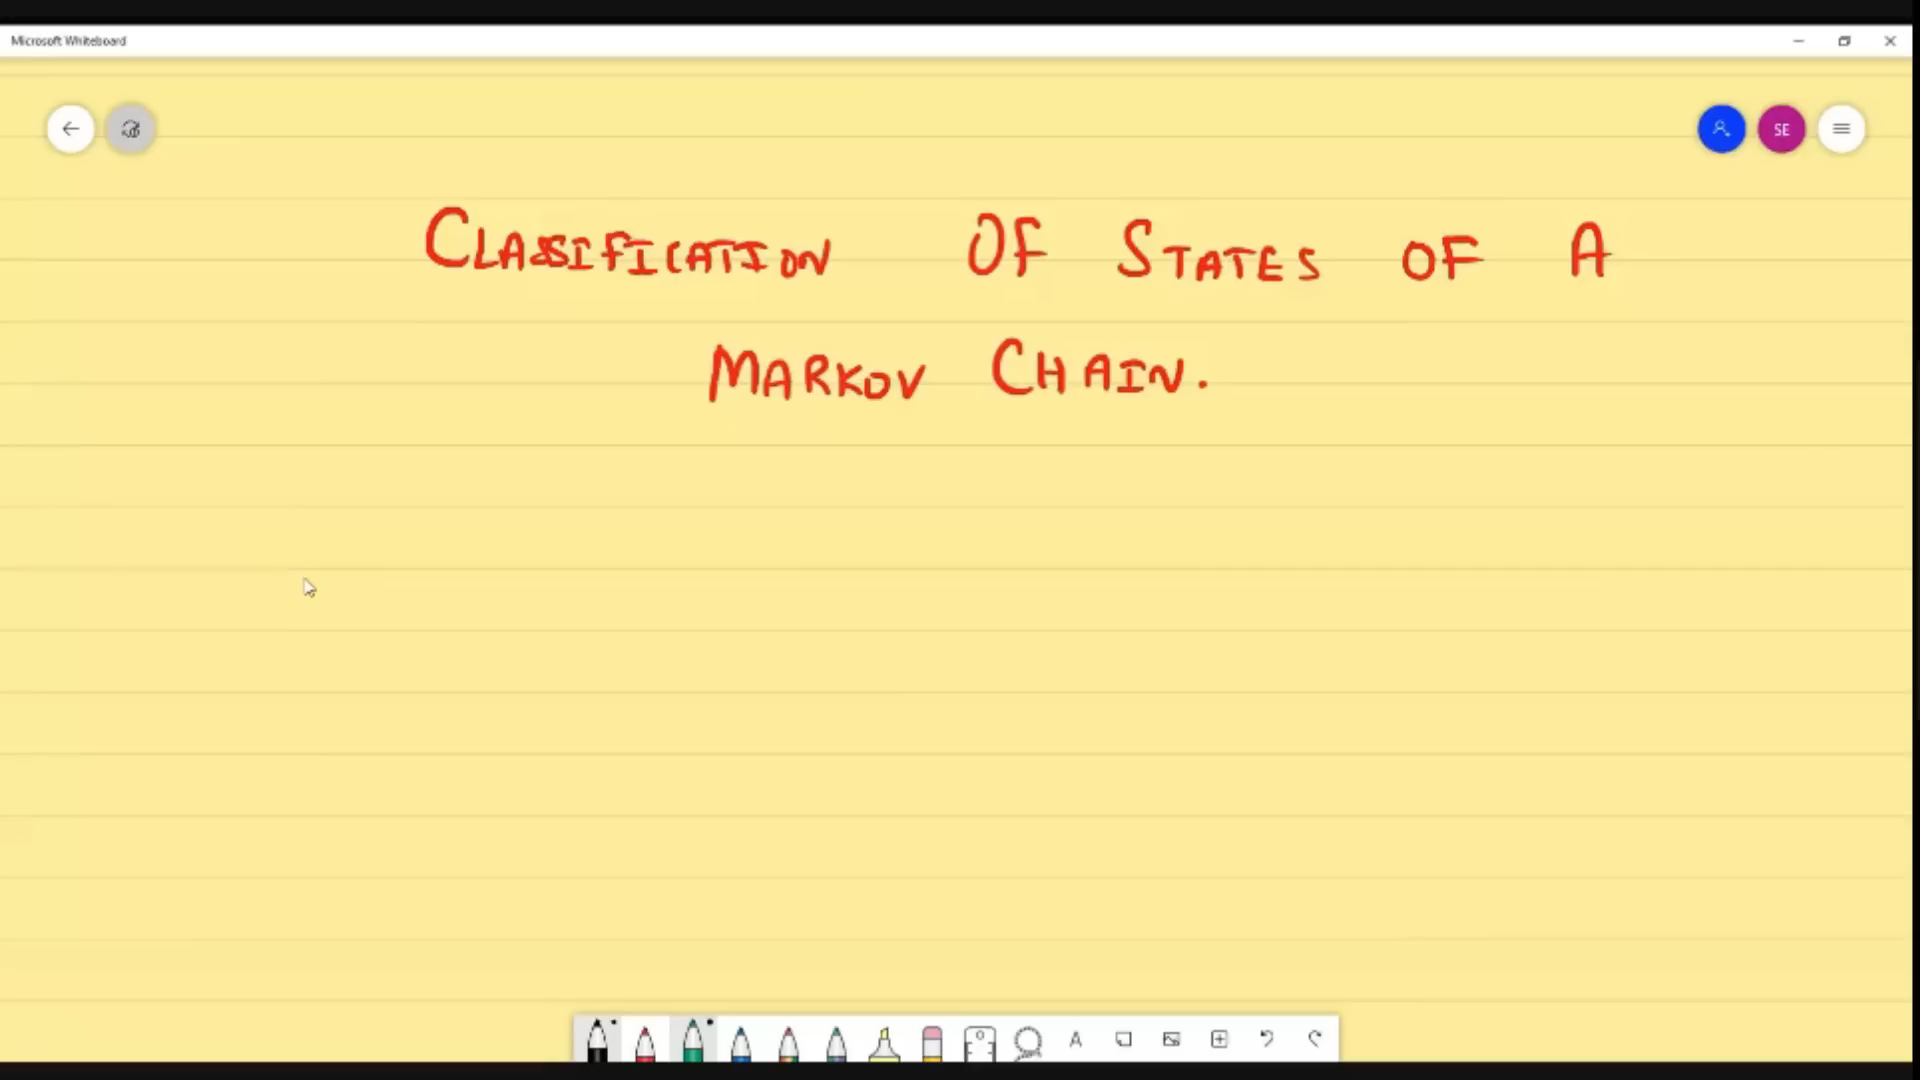 Microsoft Whiteboard
SE
CLASSIFICATION OF STATES OF A
MARKOV CHAIN.
A